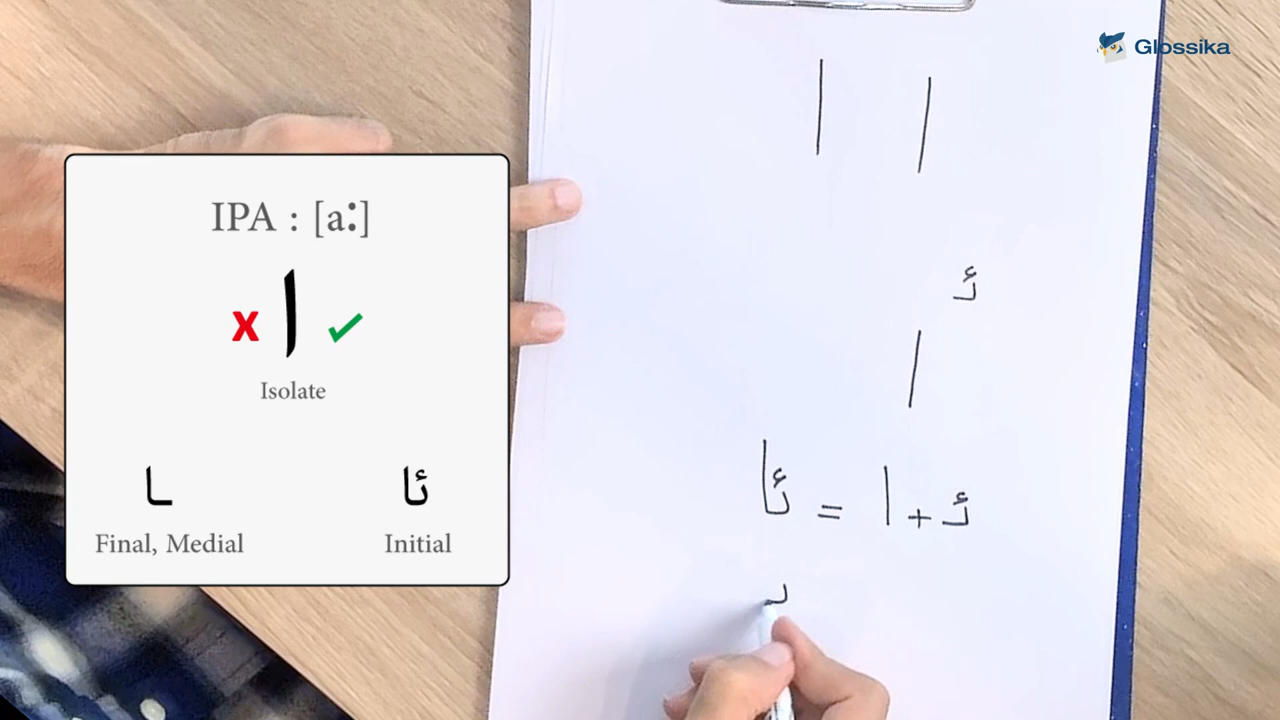 Glossika
IPA : [aː]
X ا ✓
Isolate
ـا ئا
Final, Medial Initial
ا ا
ئـ
ا
ئـ + ا = ئا